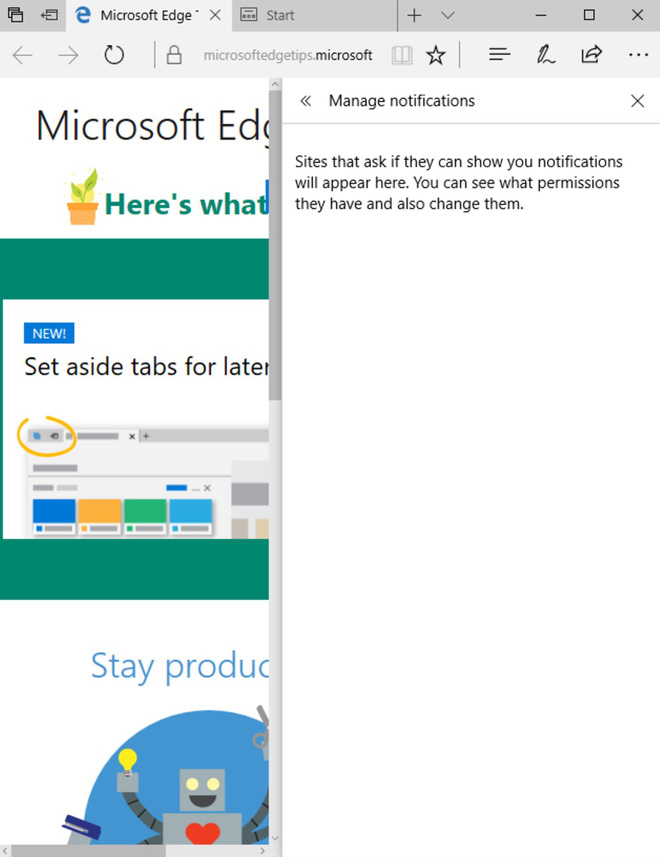 Microsoft Edge
Start
microsoftedgetips.microsoft
Manage notifications
Microsoft Edg
Sites that ask if they can show you notifications
will appear here. You can see what permissions
they have and also change them.
Here's what
NEW!
Set aside tabs for later
Stay produc